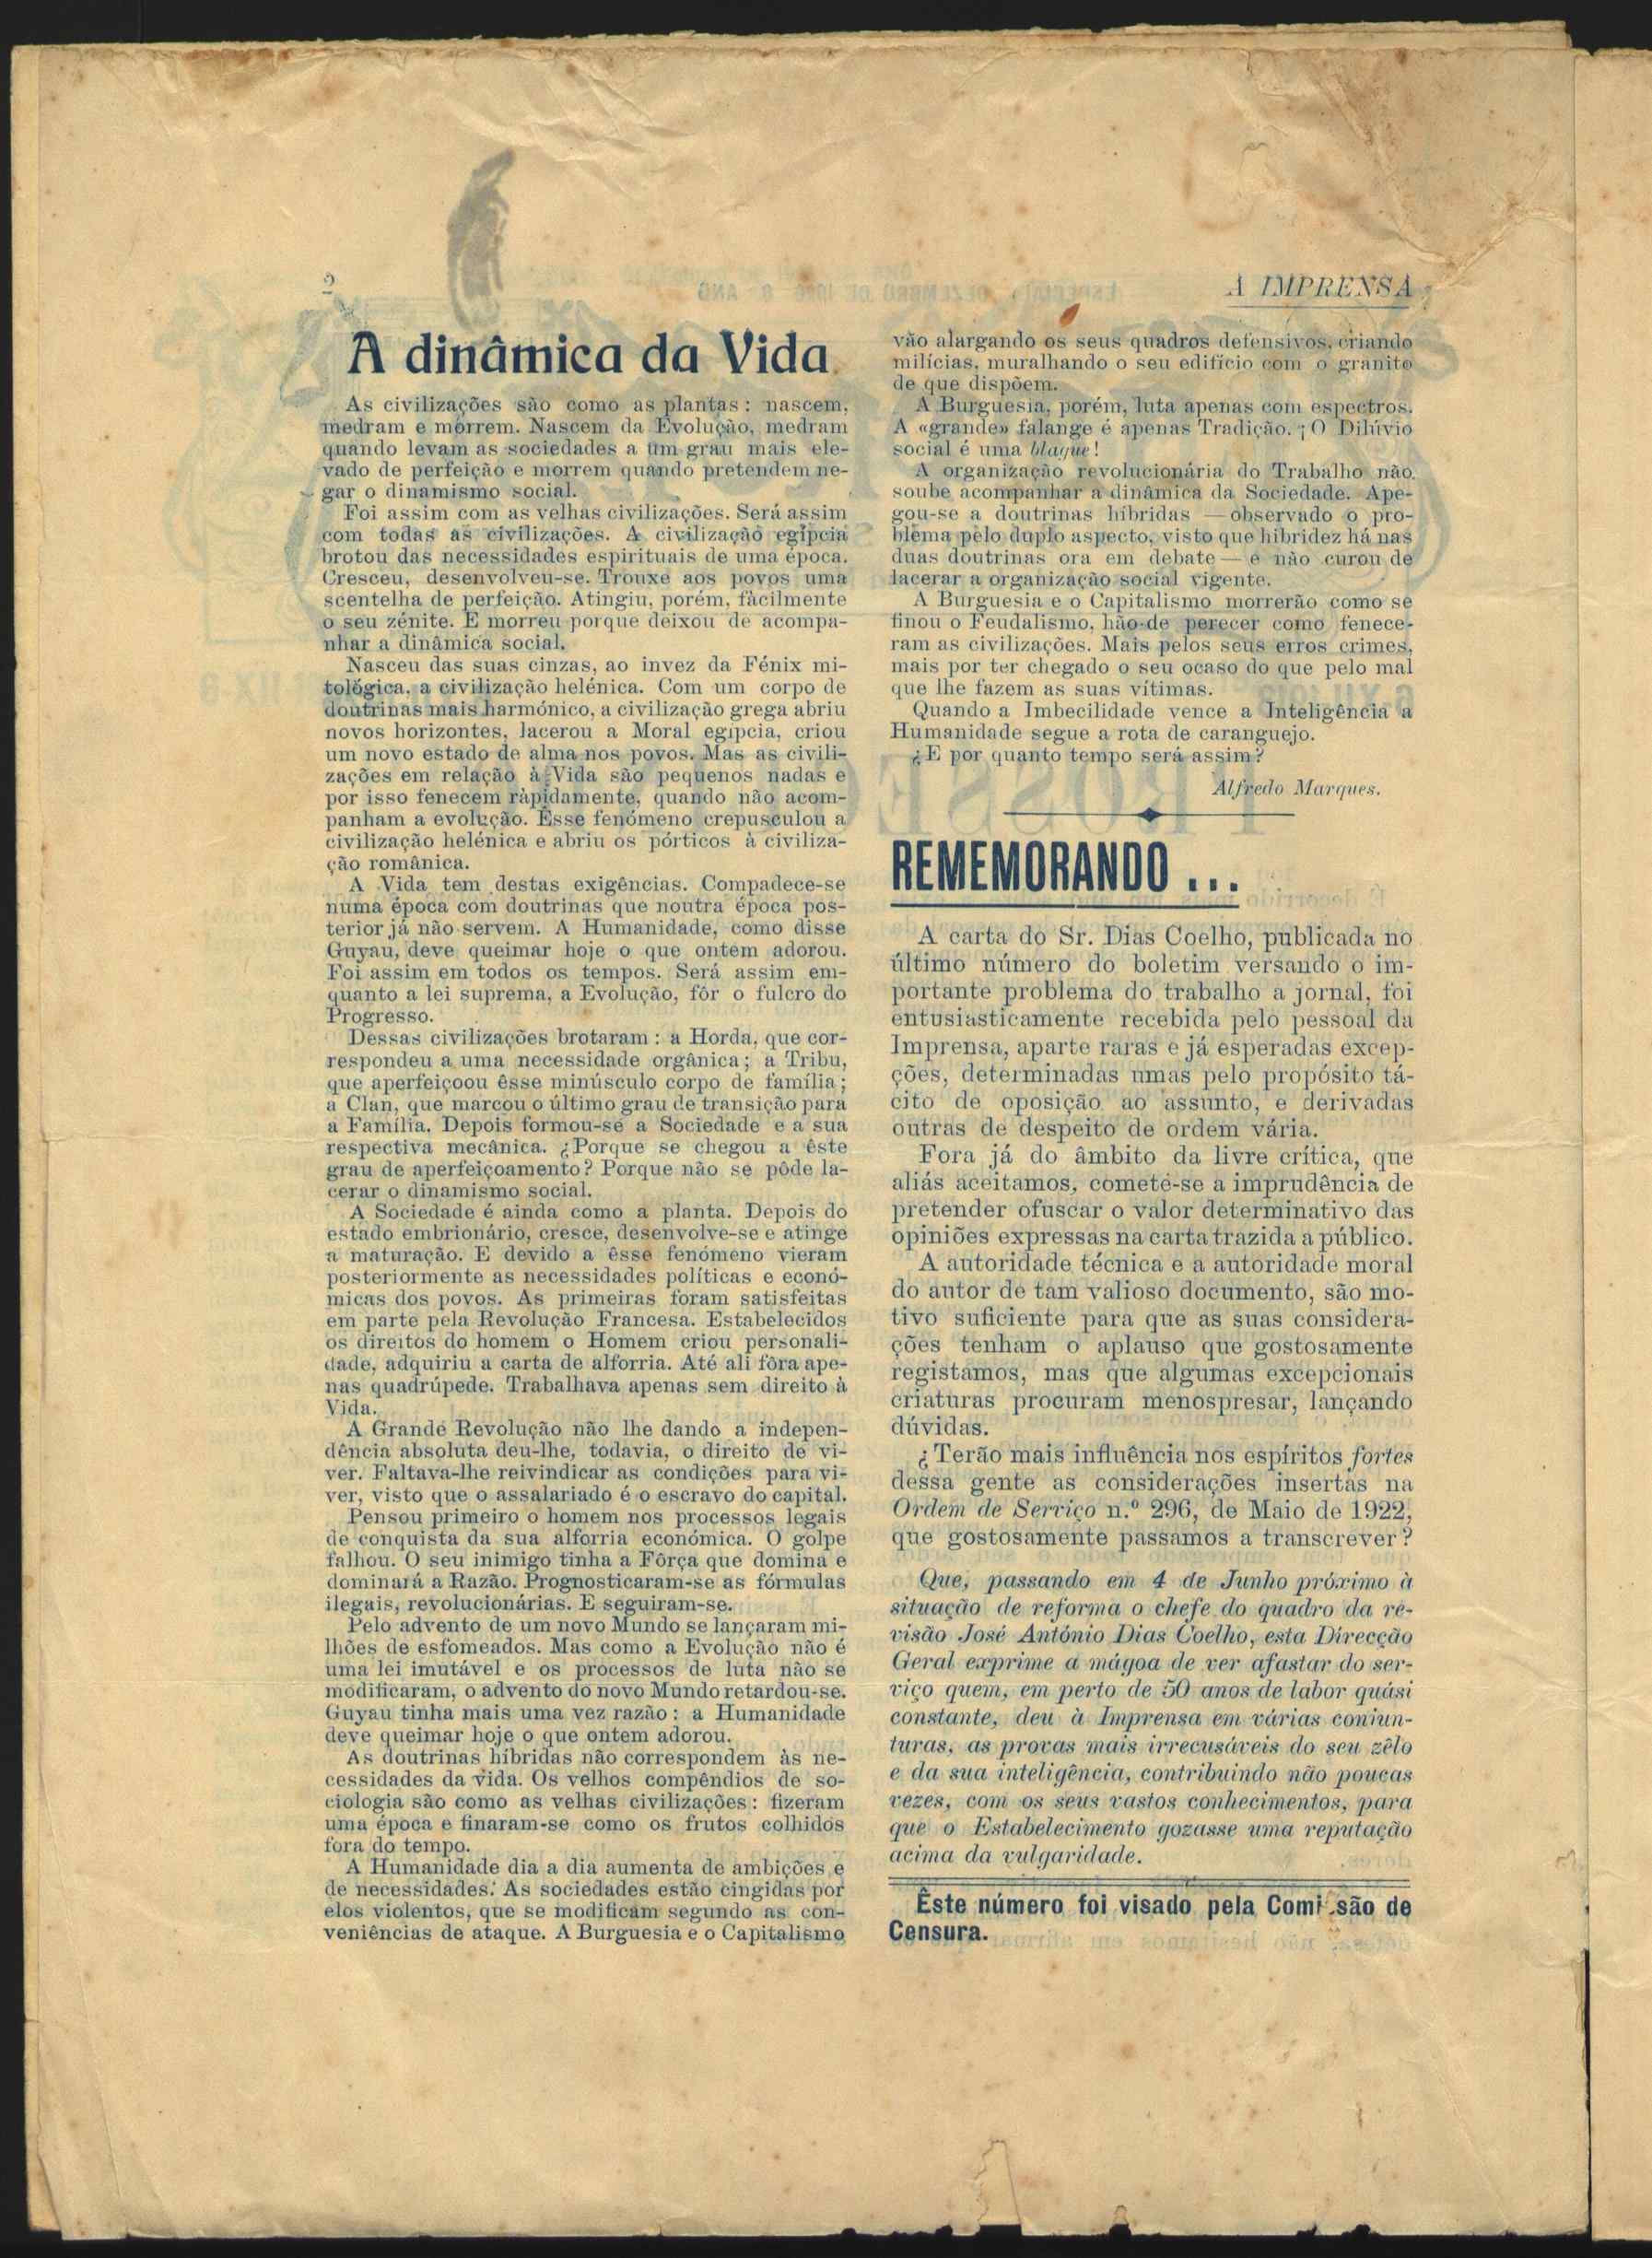 2
A IMPRENSA
A dinâmica da Vida
As civilizações são como as plantas: nascem,
medram e morrem. Nascem da Evolução, medram
quando levam as sociedades a um grau mais ele-
vado de perfeição e morrem quando pretendem ne-
gar o dinamismo social.
Foi assim com as velhas civilizações. Será assim
com todas as civilizações. A civilização egípcia
brotou das necessidades espirituais de uma época.
Cresceu, desenvolveu-se. Trouxe aos povos uma
scentelha de perfeição. Atingiu, porém, fàcilmente
o seu zénite. E morreu porque deixou de acompa-
nhar a dinâmica social.
Nasceu das suas cinzas, ao invez da Fénix mi-
tológica, a civilização helénica. Com um corpo de
doutrinas mais harmónico, a civilização grega abriu
novos horizontes, lacerou a Moral egípcia, criou
um novo estado de alma nos povos. Mas as civili-
zações em relação à Vida são pequenos nadas e
por isso fenecem ràpidamente, quando não acom-
panham a evolução. Êsse fenómeno crepusculou a
civilização helénica e abriu os pórticos à civiliza-
ção românica.
A Vida tem destas exigências. Compadece-se
numa época com doutrinas que noutra época pos-
terior já não servem. A Humanidade, como disse
Guyau, deve queimar hoje o que ontem adorou.
Foi assim em todos os tempos. Será assim em-
quanto a lei suprema, a Evolução, fôr o fulcro do
Progresso.
Dessas civilizações brotaram: a Horda, que cor-
respondeu a uma necessidade orgânica; a Tribu,
que aperfeiçoou êsse minúsculo corpo de família;
a Clan, que marcou o último grau de transição para
a Família. Depois formou-se a Sociedade e a sua
respectiva mecânica. ¿Porque se chegou a êste
grau de aperfeiçoamento? Porque não se pôde la-
cerar o dinamismo social.
A Sociedade é ainda como a planta. Depois do
estado embrionário, cresce, desenvolve-se e atinge
a maturação. E devido a êsse fenómeno vieram
posteriormente as necessidades políticas e econó-
micas dos povos. As primeiras foram satisfeitas
em parte pela Revolução Francesa. Estabelecidos
os direitos do homem o Homem criou personali-
dade, adquiriu a carta de alforria. Até ali fôra ape-
nas quadrúpede. Trabalhava apenas sem direito à
Vida.
A Grande Revolução não lhe dando a indepen-
dência absoluta deu-lhe, todavia, o direito de vi-
ver. Faltava-lhe reivindicar as condições para vi-
ver, visto que o assalariado é o escravo do capital.
Pensou primeiro o homem nos processos legais
de conquista da sua alforria económica. O golpe
falhou. O seu inimigo tinha a Fôrça que domina e
dominará a Razão. Prognosticaram-se as fórmulas
ilegais, revolucionárias. E seguiram-se.
Pelo advento de um novo Mundo se lançaram mi-
lhões de esfomeados. Mas como a Evolução não é
uma lei imutável e os processos de luta não se
modificaram, o advento do novo Mundo retardou-se.
Guyau tinha mais uma vez razão: a Humanidade
deve queimar hoje o que ontem adorou.
As doutrinas híbridas não correspondem às ne-
cessidades da vida. Os velhos compêndios de so-
ciologia são como as velhas civilizações: fizeram
uma época e finaram-se como os frutos colhidos
fora do tempo.
A Humanidade dia a dia aumenta de ambições e
de necessidades. As sociedades estão cingidas por
elos violentos, que se modificam segundo as con-
veniências de ataque. A Burguesia e o Capitalismo
vão alargando os seus quadros defensivos, criando
milícias, muralhando o seu edifício com o granito
de que dispõem.
A Burguesia, porém, luta apenas com espectros.
A «grande» falange é apenas Tradição. ¡O Dilúvio
social é uma blague!
A organização revolucionária do Trabalho não
soube acompanhar a dinâmica da Sociedade. Ape-
gou-se a doutrinas híbridas — observado o pro-
blema pelo duplo aspecto, visto que hibridez há nas
duas doutrinas ora em debate — e não curou de
lacerar a organização social vigente.
A Burguesia e o Capitalismo morrerão como se
finou o Feudalismo, hão-de perecer como fenece-
ram as civilizações. Mais pelos seus erros crimes,
mais por ter chegado o seu ocaso do que pelo mal
que lhe fazem as suas vítimas.
Quando a Imbecilidade vence a Inteligência a
Humanidade segue a rota de caranguejo.
¿E por quanto tempo será assim?
Alfredo Marques.
REMEMORANDO ...
A carta do Sr. Dias Coelho, publicada no
último número do boletim versando o im-
portante problema do trabalho a jornal, foi
entusiasticamente recebida pelo pessoal da
Imprensa, aparte raras e já esperadas excep-
ções, determinadas umas pelo propósito tá-
cito de oposição ao assunto, e derivadas
outras de despeito de ordem vária.
Fora já do âmbito da livre crítica, que
aliás aceitamos, comete-se a imprudência de
pretender ofuscar o valor determinativo das
opiniões expressas na carta trazida a público.
A autoridade técnica e a autoridade moral
do autor de tam valioso documento, são mo-
tivo suficiente para que as suas considera-
ções tenham o aplauso que gostosamente
registamos, mas que algumas excepcionais
criaturas procuram menospresar, lançando
dúvidas.
¿Terão mais influência nos espíritos fortes
dessa gente as considerações insertas na
Ordem de Serviço n.º 296, de Maio de 1922,
que gostosamente passamos a transcrever?
Que, passando em 4 de Junho próximo à
situação de reforma o chefe do quadro da re-
visão José António Dias Coelho, esta Direcção
Geral exprime a mágoa de ver afastar do ser-
viço quem, em perto de 50 anos de labor quási
constante, deu à Imprensa em várias conjun-
turas, as provas mais irrecusáveis do seu zêlo
e da sua inteligência, contribuindo não poucas
vezes, com os seus vastos conhecimentos, para
que o Estabelecimento gozasse uma reputação
acima da vulgaridade.
Êste número foi visado pela Comissão de
Censura.